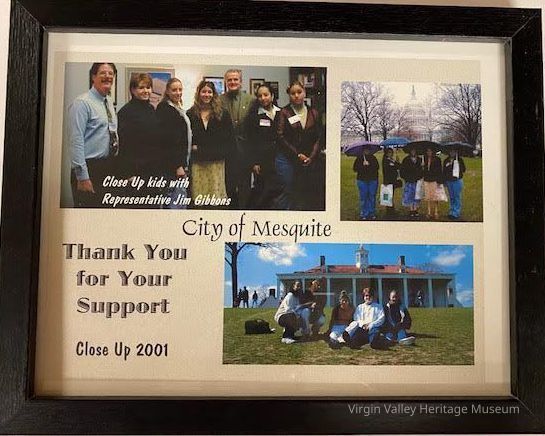 Close Up kids with
Representative Jim Gibbons
City of Mesquite
Thank You
for Your
Support
Close Up 2001
Virgin Valley Heritage Museum